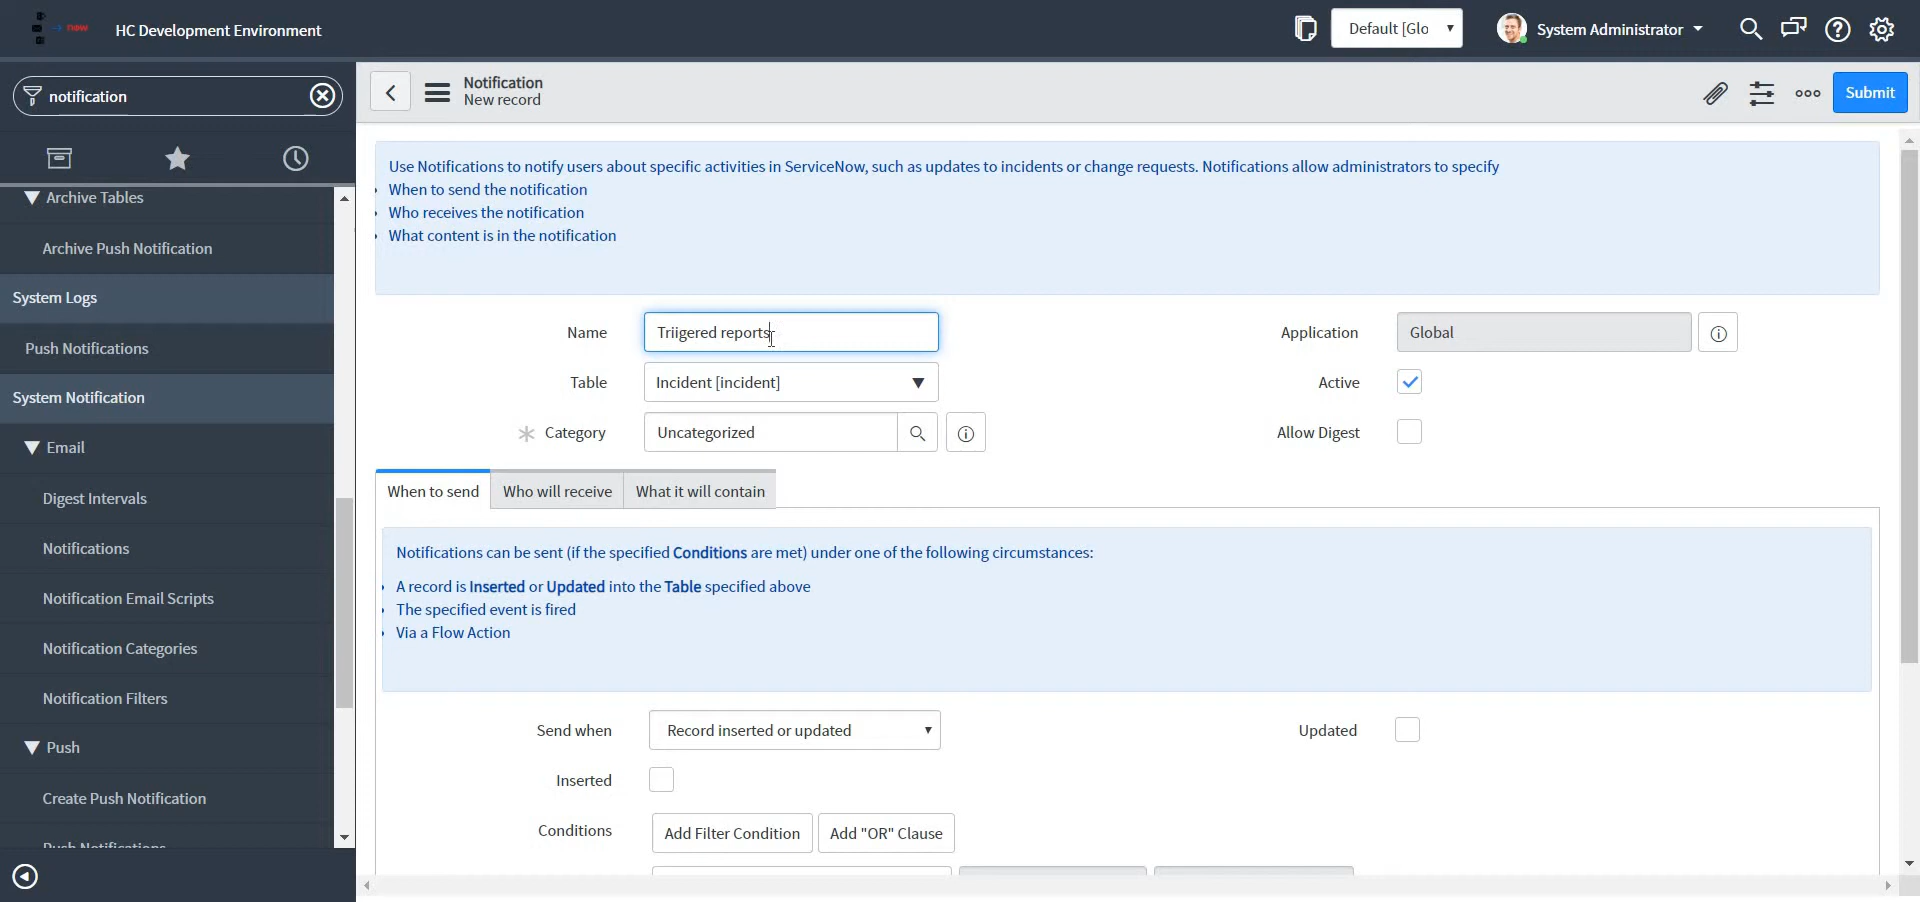 now HC Development Environment
Default [Glo
System Administrator
notification
Notification
New record
Submit
Archive Tables
Archive Push Notification
System Logs
Push Notifications
System Notification
Email
Digest Intervals
Notifications
Notification Email Scripts
Notification Categories
Notification Filters
Push
Create Push Notification
Push Notifications
Use Notifications to notify users about specific activities in ServiceNow, such as updates to incidents or change requests. Notifications allow administrators to specify
When to send the notification
Who receives the notification
What content is in the notification
Name Triigered reports Application Global
Table Incident [incident] Active
Category Uncategorized Allow Digest
When to send Who will receive What it will contain
Notifications can be sent (if the specified Conditions are met) under one of the following circumstances:
A record is Inserted or Updated into the Table specified above
The specified event is fired
Via a Flow Action
Send when Record inserted or updated Updated
Inserted
Conditions Add Filter Condition Add "OR" Clause